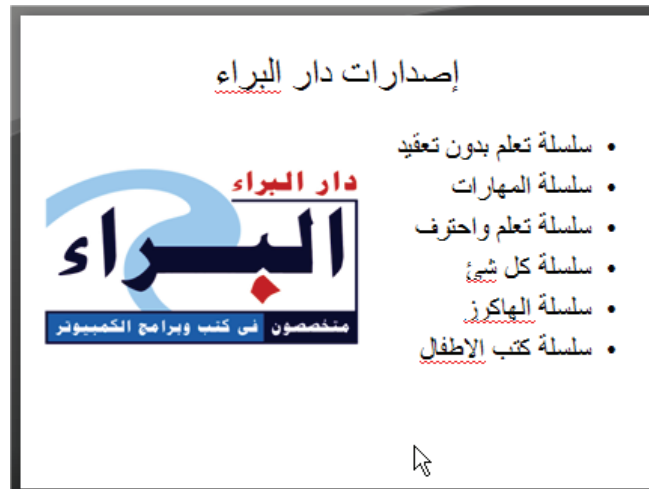 إصدارات دار البراء
• سلسلة تعلم بدون تعقيد
• سلسلة المهارات
• سلسلة تعلم واحترف
• سلسلة كل شئ
• سلسلة الهاكرز
• سلسلة كتب الاطفال
دار البراء
البراء
متخصصون فى كتب وبرامج الكمبيوتر